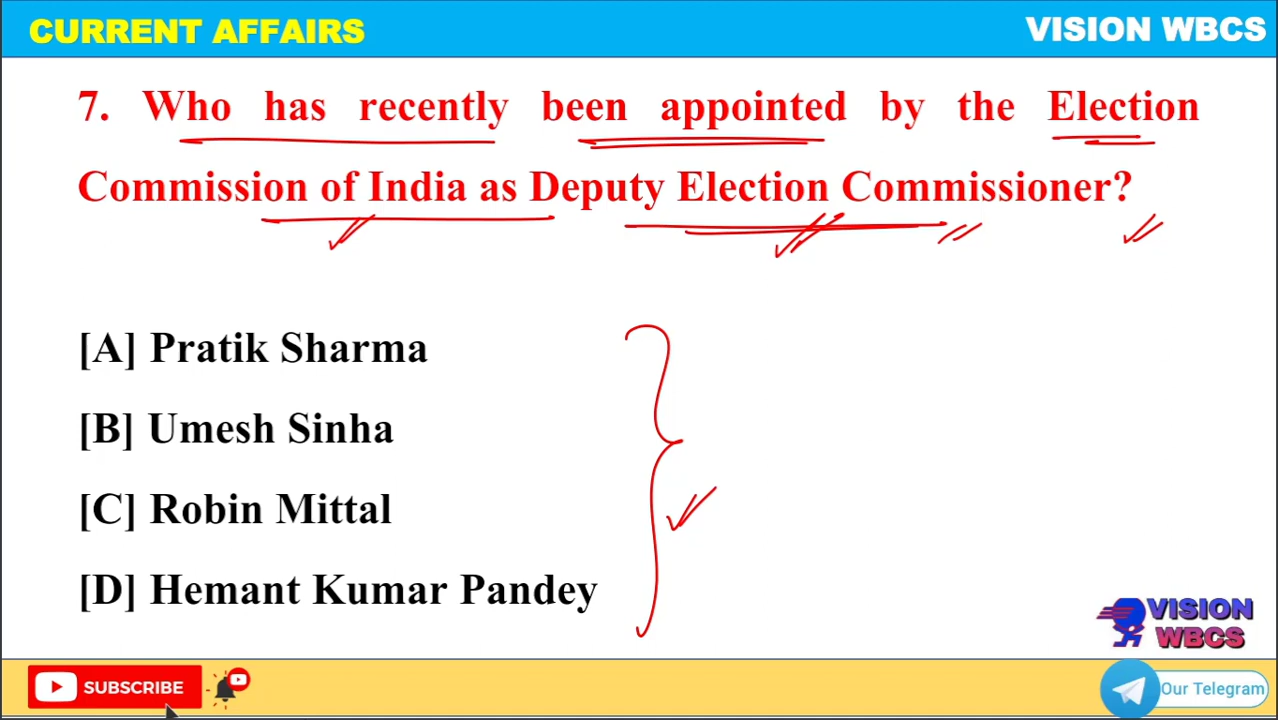 CURRENT AFFAIRS
VISION WBCS
7. Who has recently been appointed by the Election
Commission of India as Deputy Election Commissioner?
[A] Pratik Sharma
[B] Umesh Sinha
[C] Robin Mittal
[D] Hemant Kumar Pandey
VISION
WBCS
SUBSCRIBE
Our Telegram